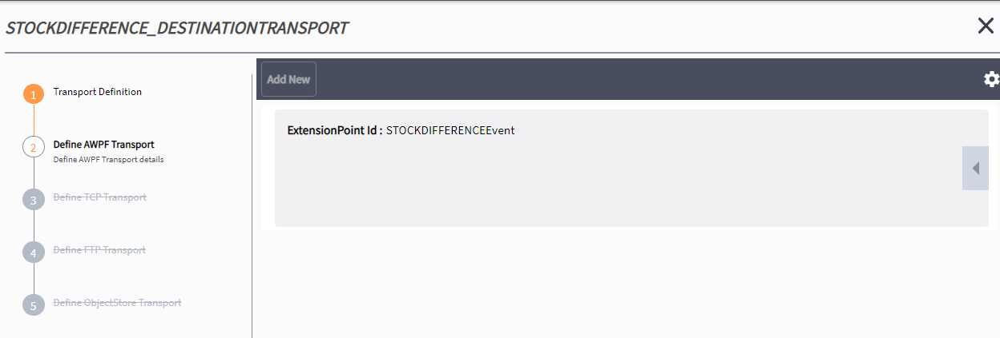 STOCKDIFFERENCE_DESTINATIONTRANSPORT
1 Transport Definition
2 Define AWPF Transport
Define AWPF Transport details
3 Define TCP Transport
4 Define FTP Transport
5 Define ObjectStore Transport
Add New
ExtensionPoint Id : STOCKDIFFERENCEEvent